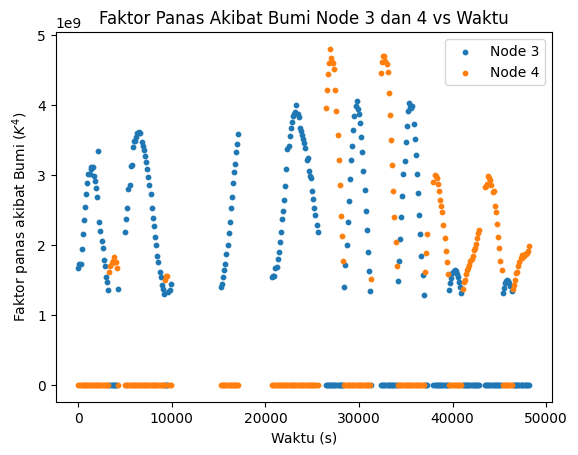 Faktor Panas Akibat Bumi Node 3 dan 4 vs Waktu
1e9
Node 3
Node 4
Faktor panas akibat Bumi (K⁴)
5
4
3
2
1
0
0 10000 20000 30000 40000 50000
Waktu (s)